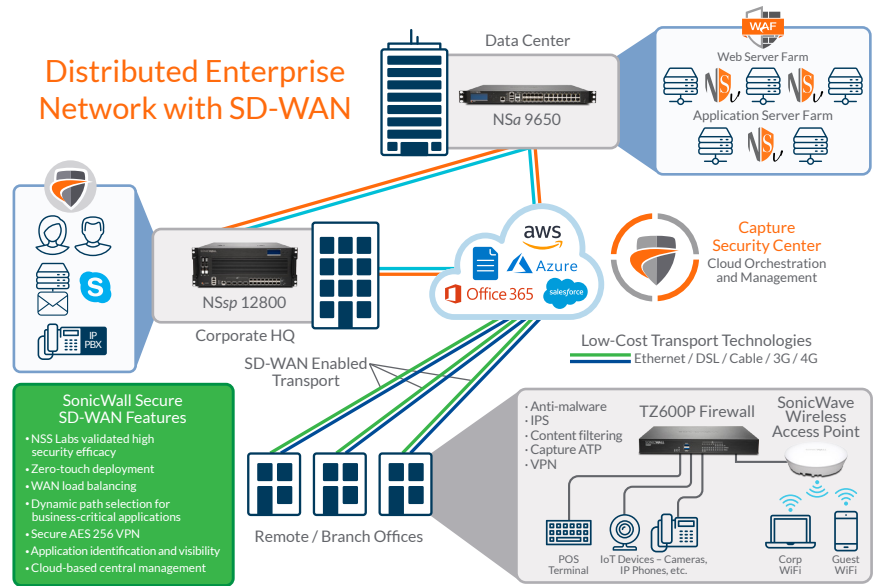 Distributed Enterprise
Network with SD-WAN
Data Center
NSa 9650
WAF
Web Server Farm
NSv
NSv
Application Server Farm
NSv
IP
PBX
NSsp 12800
Corporate HQ
aws
Azure
Office 365
salesforce
Capture
Security Center
Cloud Orchestration
and Management
Low-Cost Transport Technologies
Ethernet / DSL / Cable / 3G / 4G
SD-WAN Enabled
Transport
SonicWall Secure
SD-WAN Features
• NSS Labs validated high
security efficacy
• Zero-touch deployment
• WAN load balancing
• Dynamic path selection for
business-critical applications
• Secure AES 256 VPN
• Application identification and visibility
• Cloud-based central management
Remote / Branch Offices
· Anti-malware
· IPS
· Content filtering
· Capture ATP
· VPN
TZ600P Firewall
SonicWave
Wireless
Access Point
POS
Terminal
IoT Devices – Cameras,
IP Phones, etc.
Corp
WiFi
Guest
WiFi